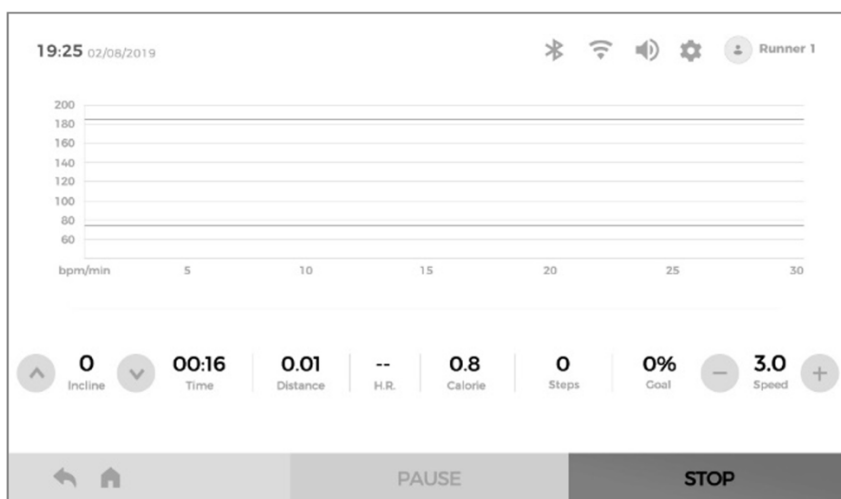 19:25 02/08/2019 Runner 1
200
180
160
140
120
100
80
60
bpm/min 5 10 15 20 25 30
0 00:16 0.01 -- 0.8 0 0% 3.0
Incline Time Distance H.R. Calorie Steps Goal Speed
PAUSE STOP